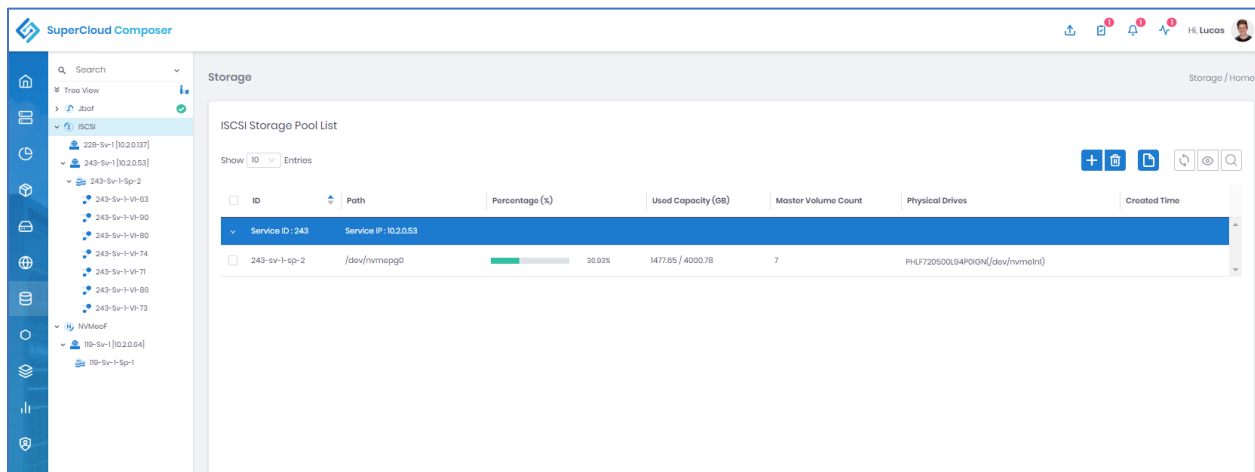 SuperCloud Composer
1
1
1
Hi, Lucas
Search
Tree View
Jbof
ISCSI
228-Sv-1 [10.2.0.137]
243-Sv-1 [10.2.0.53]
243-Sv-1-Sp-2
243-Sv-1-Vl-63
243-Sv-1-Vl-90
243-Sv-1-Vl-80
243-Sv-1-Vl-74
243-Sv-1-Vl-71
243-Sv-1-Vl-86
243-Sv-1-Vl-73
NVMeoF
119-Sv-1 [10.2.0.64]
119-Sv-1-Sp-1
Storage
Storage / Home
ISCSI Storage Pool List
Show 10 Entries
ID Path Percentage (%) Used Capacity (GB) Master Volume Count Physical Drives Created Time
Service ID : 243 Service IP : 10.2.0.53
243-sv-1-sp-2 /dev/nvmepg0 36.93% 1477.65 / 4000.78 7 PHLF720500L94P0IGN(/dev/nvme1n1)